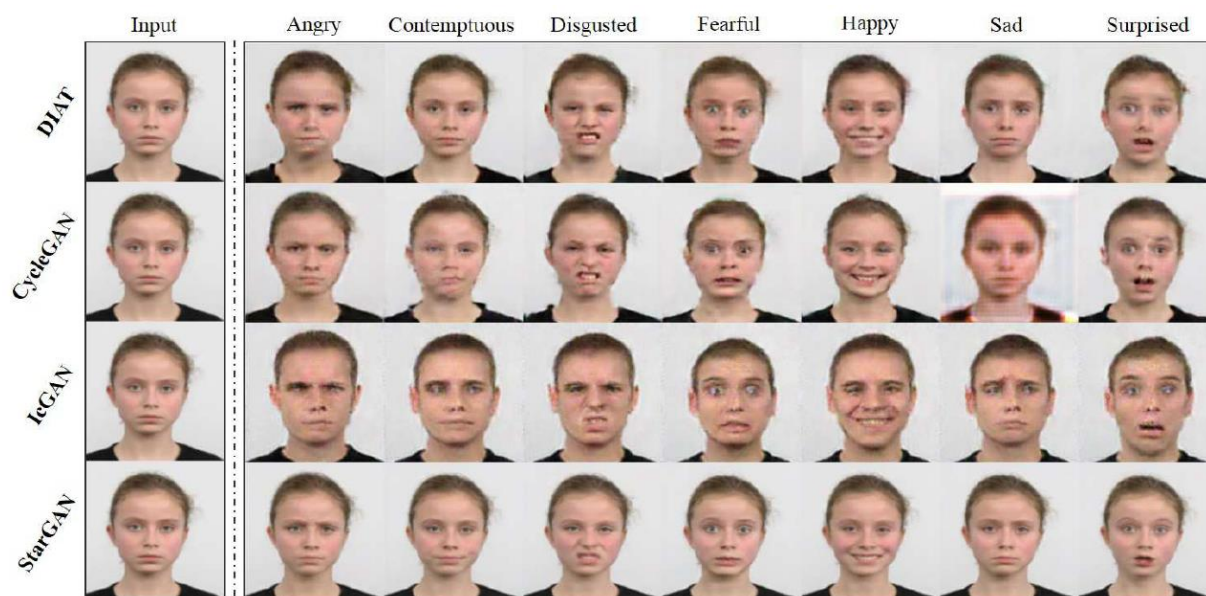 Input Angry Contemptuous Disgusted Fearful Happy Sad Surprised
DIAT
CycleGAN
IcGAN
StarGAN